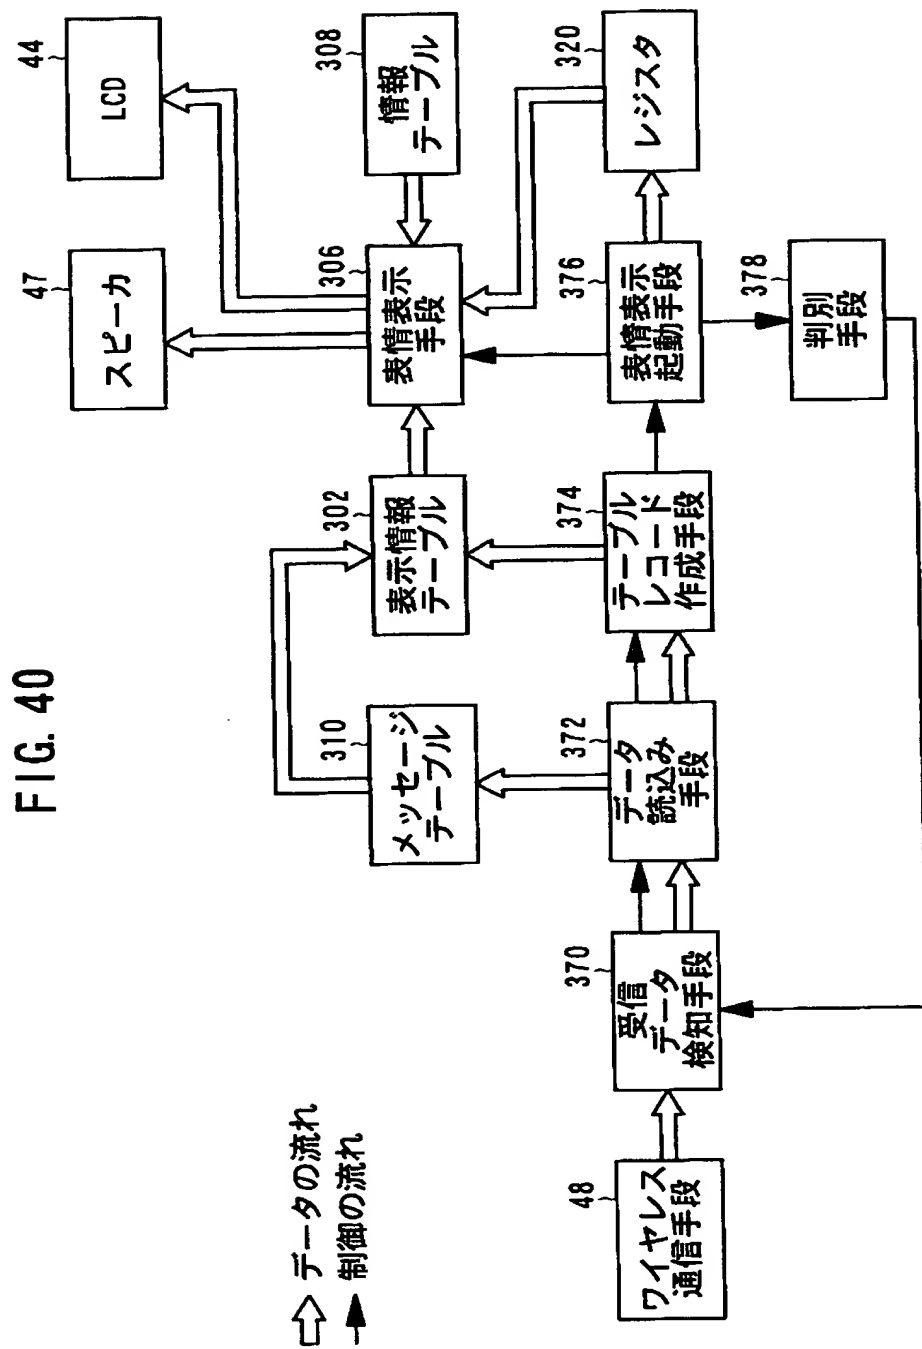 FIG. 40
データの流れ
制御の流れ
44
LCD
47
スピーカ
308
情報
テーブル
306
表情表示
手段
302
表示情報
テーブル
310
メッセージ
テーブル
320
レジスタ
376
表情表示
起動手段
374
テーブル
レコード
作成手段
372
データ
読込み
手段
370
受信
データ
検知手段
48
ワイヤレス
通信手段
378
判別
手段